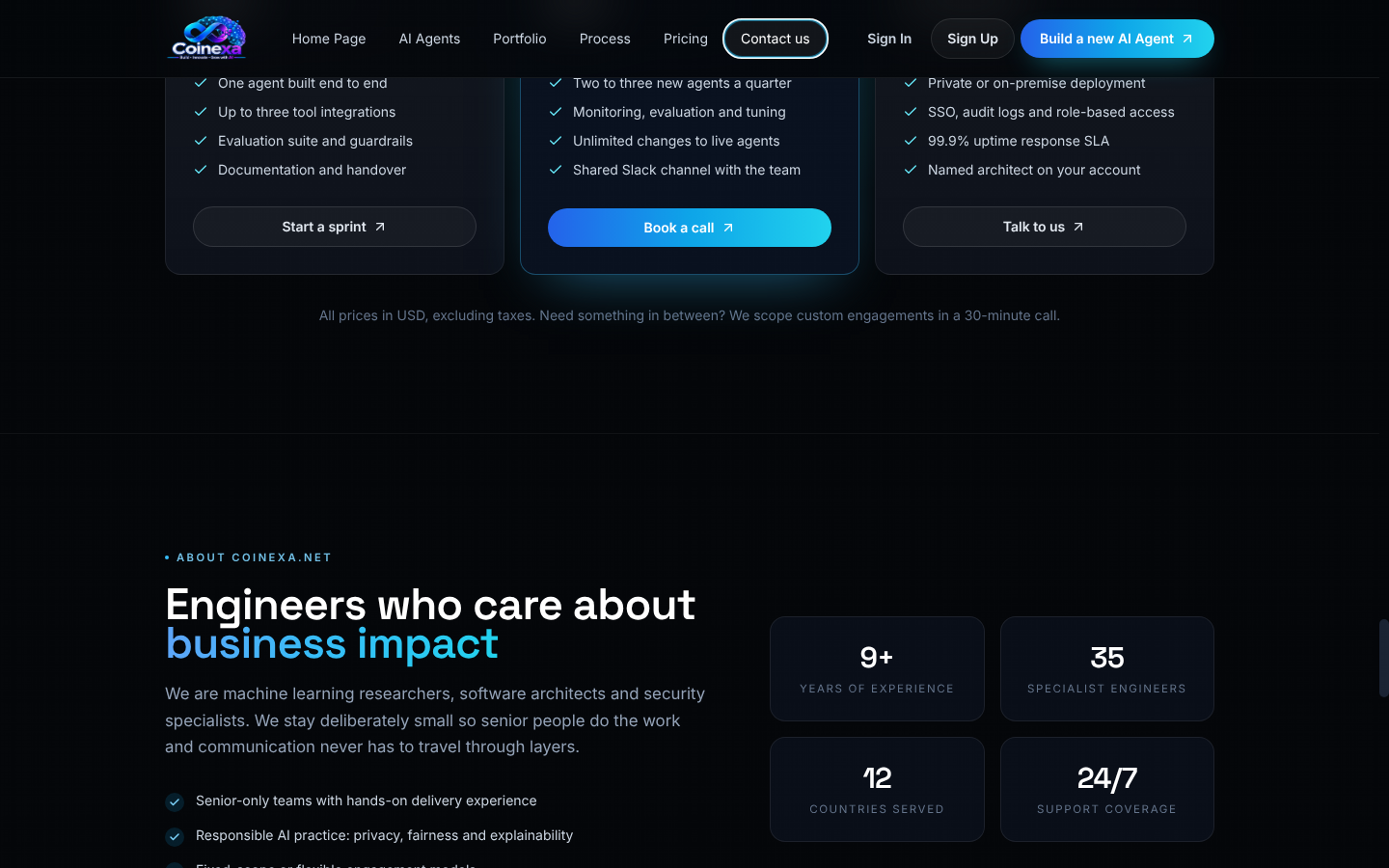 Coinexa
Home Page
AI Agents
Portfolio
Process
Pricing
Contact us
Sign In
Sign Up
Build a new AI Agent
One agent built end to end
Up to three tool integrations
Evaluation suite and guardrails
Documentation and handover
Start a sprint
Two to three new agents a quarter
Monitoring, evaluation and tuning
Unlimited changes to live agents
Shared Slack channel with the team
Book a call
Private or on-premise deployment
SSO, audit logs and role-based access
99.9% uptime response SLA
Named architect on your account
Talk to us
All prices in USD, excluding taxes. Need something in between? We scope custom engagements in a 30-minute call.
ABOUT COINEXA.NET
Engineers who care about
business impact
We are machine learning researchers, software architects and security
specialists. We stay deliberately small so senior people do the work
and communication never has to travel through layers.
Senior-only teams with hands-on delivery experience
Responsible AI practice: privacy, fairness and explainability
Fixed-scope or flexible engagement models
9+
YEARS OF EXPERIENCE
35
SPECIALIST ENGINEERS
12
COUNTRIES SERVED
24/7
SUPPORT COVERAGE